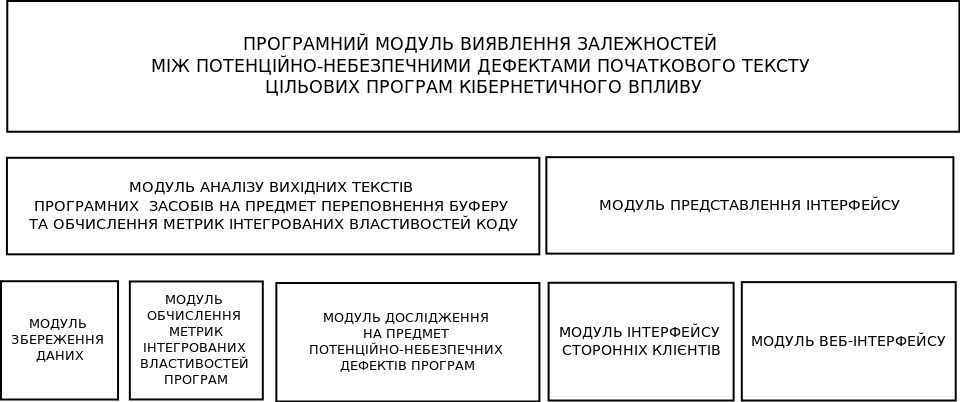 ПРОГРАМНИЙ МОДУЛЬ ВИЯВЛЕННЯ ЗАЛЕЖНОСТЕЙ
МІЖ ПОТЕНЦІЙНО-НЕБЕЗПЕЧНИМИ ДЕФЕКТАМИ ПОЧАТКОВОГО ТЕКСТУ
ЦІЛЬОВИХ ПРОГРАМ КІБЕРНЕТИЧНОГО ВПЛИВУ
МОДУЛЬ АНАЛІЗУ ВИХІДНИХ ТЕКСТІВ
ПРОГРАМНИХ ЗАСОБІВ НА ПРЕДМЕТ ПЕРЕПОВНЕННЯ БУФЕРУ
ТА ОБЧИСЛЕННЯ МЕТРИК ІНТЕГРОВАНИХ ВЛАСТИВОСТЕЙ КОДУ
МОДУЛЬ ПРЕДСТАВЛЕННЯ ІНТЕРФЕЙСУ
МОДУЛЬ
ЗБЕРЕЖЕННЯ
ДАНИХ
МОДУЛЬ
ОБЧИСЛЕННЯ
МЕТРИК
ІНТЕГРОВАНИХ
ВЛАСТИВОСТЕЙ
ПРОГРАМ
МОДУЛЬ ДОСЛІДЖЕННЯ
НА ПРЕДМЕТ
ПОТЕНЦІЙНО-НЕБЕЗПЕЧНИХ
ДЕФЕКТІВ ПРОГРАМ
МОДУЛЬ ІНТЕРФЕЙСУ
СТОРОННІХ КЛІЄНТІВ
МОДУЛЬ ВЕБ-ІНТЕРФЕЙСУ